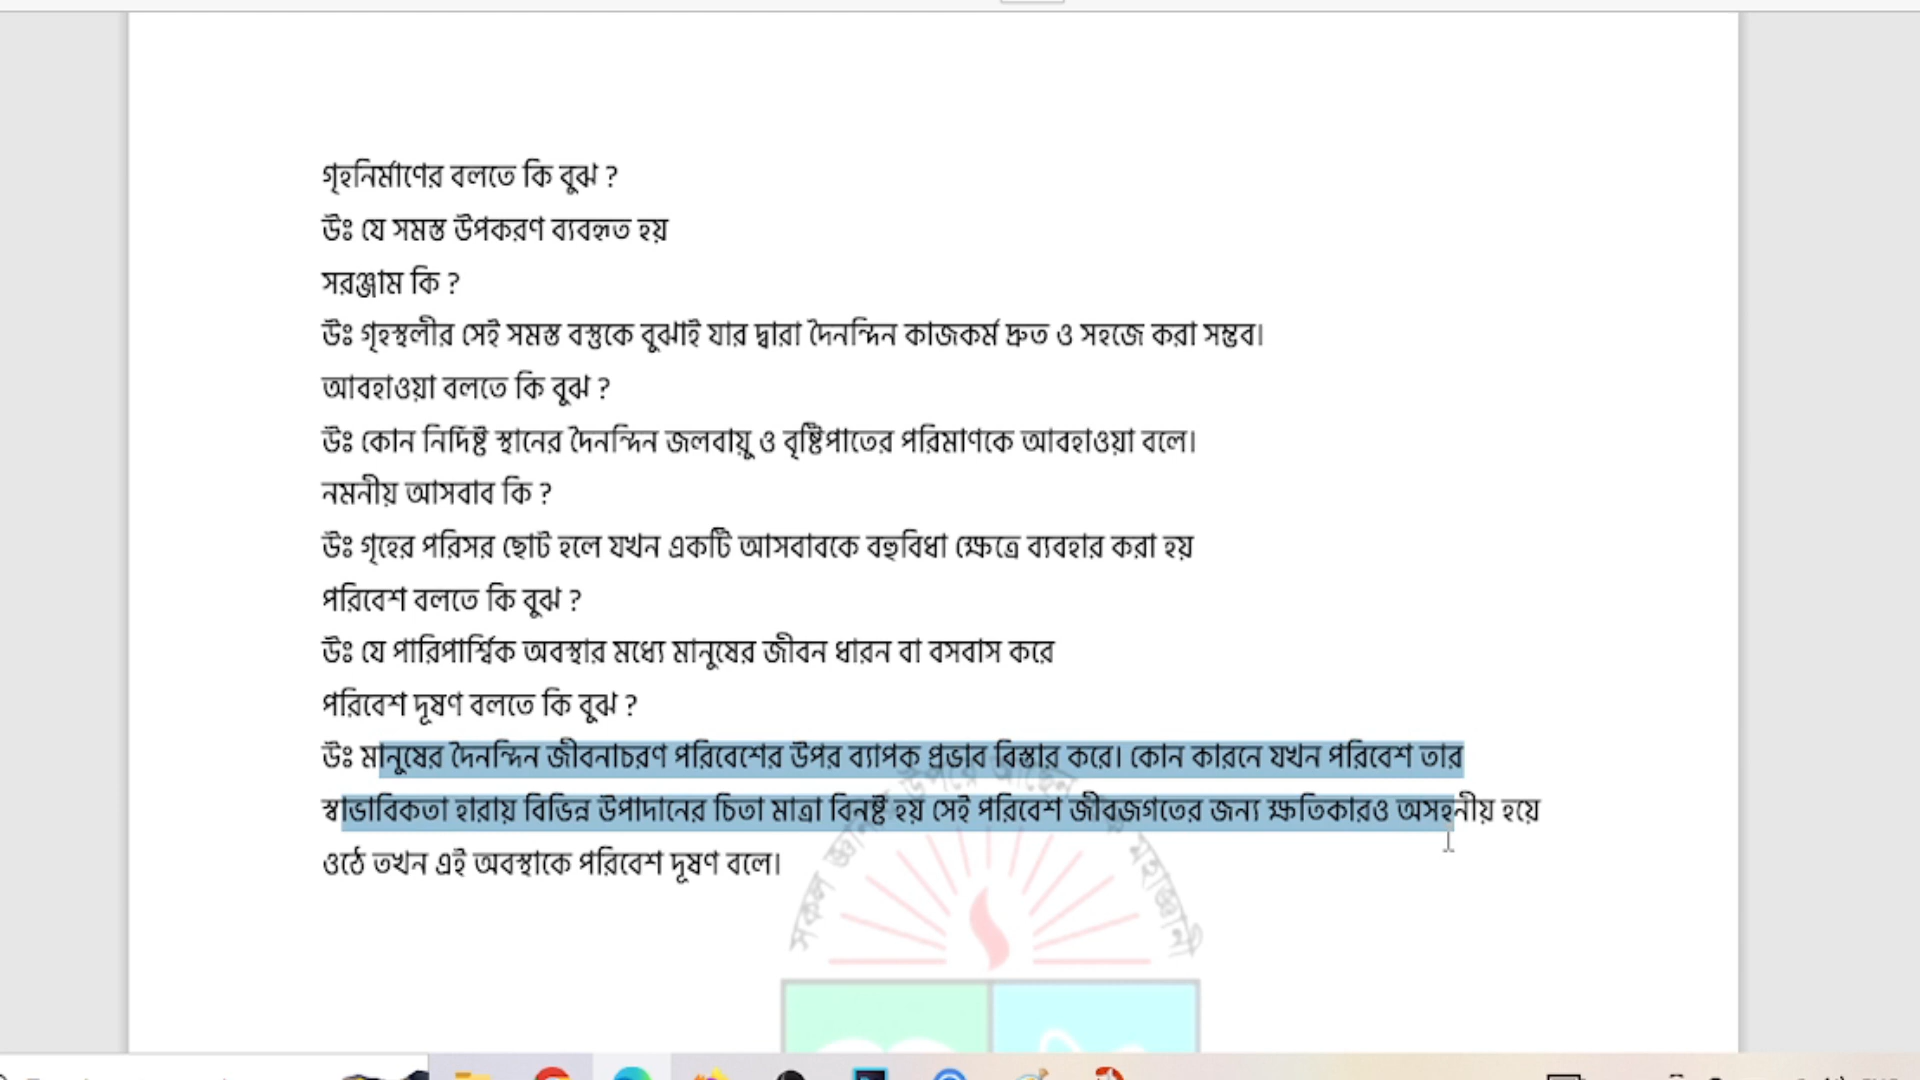 গৃহনির্মাণের বলতে কি বুঝ ?
উঃ যে সমস্ত উপকরণ ব্যবহৃত হয়
সরঞ্জাম কি ?
উঃ গৃহস্থলীর সেই সমস্ত বস্তুকে বুঝাই যার দ্বারা দৈনন্দিন কাজকর্ম দ্রুত ও সহজে করা সম্ভব।
আবহাওয়া বলতে কি বুঝ ?
উঃ কোন নির্দিষ্ট স্থানের দৈনন্দিন জলবায়ু ও বৃষ্টিপাতের পরিমাণকে আবহাওয়া বলে।
নমনীয় আসবাব কি ?
উঃ গৃহের পরিসর ছোট হলে যখন একটি আসবাবকে বহুবিধা ক্ষেত্রে ব্যবহার করা হয়
পরিবেশ বলতে কি বুঝ ?
উঃ যে পারিপার্শ্বিক অবস্থার মধ্যে মানুষের জীবন ধারন বা বসবাস করে
পরিবেশ দূষণ বলতে কি বুঝ ?
উঃ মানুষের দৈনন্দিন জীবনাচরণ পরিবেশের উপর ব্যাপক প্রভাব বিস্তার করে। কোন কারনে যখন পরিবেশ তার
স্বাভাবিকতা হারায় বিভিন্ন উপাদানের চিতা মাত্রা বিনষ্ট হয় সেই পরিবেশ জীবজগতের জন্য ক্ষতিকারও অসহনীয় হয়ে
ওঠে তখন এই অবস্থাকে পরিবেশ দূষণ বলে।